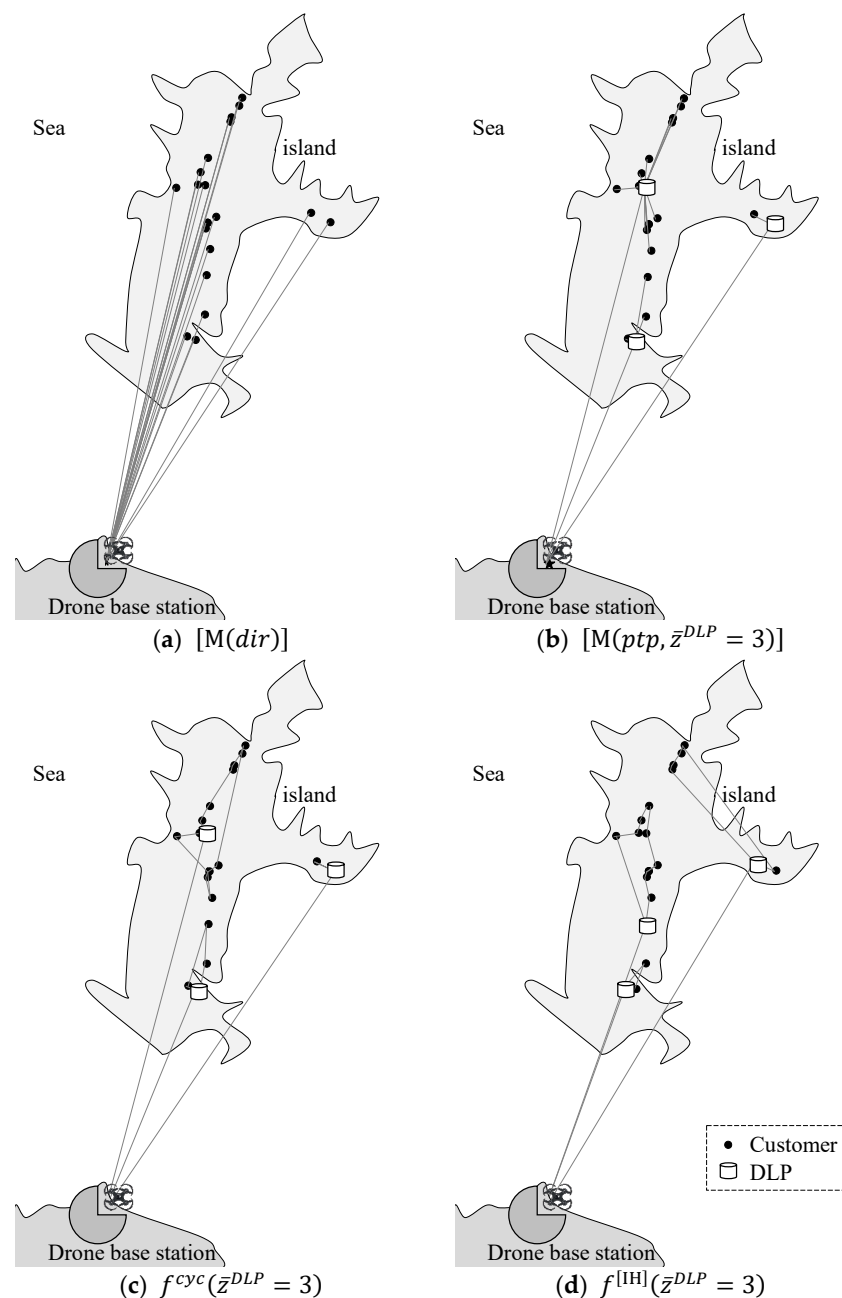 Sea
island
Drone base station
(a) [M(dir)]
Sea
island
Drone base station
(b) [M(ptp, z̄^{DLP} = 3)]
Sea
island
Drone base station
(c) f^{cyc}(z̄^{DLP} = 3)
Sea
island
Customer
DLP
Drone base station
(d) f^{[IH]}(z̄^{DLP} = 3)